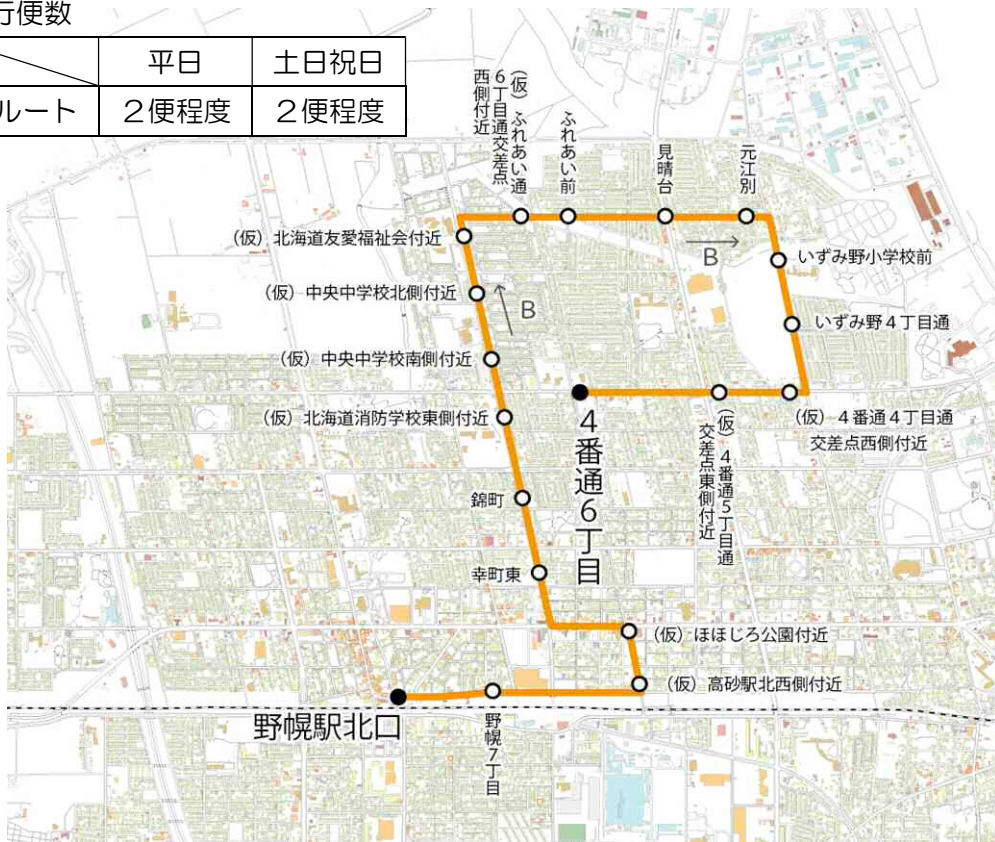 行便数
平日
土日祝日
ルート
2便程度
2便程度
(仮) ふれあい通
6丁目通交差点
西側付近
ふれあい前
見晴台
元江別
(仮) 北海道友愛福祉会付近
B
いずみ野小学校前
(仮) 中央中学校北側付近
B
いずみ野4丁目通
(仮) 中央中学校南側付近
(仮) 北海道消防学校東側付近
4番通6丁目
(仮) 4番通5丁目通
交差点東側付近
(仮) 4番通4丁目通
交差点西側付近
錦町
幸町東
(仮) ほほじろ公園付近
(仮) 高砂駅北西側付近
野幌駅北口
野幌7丁目